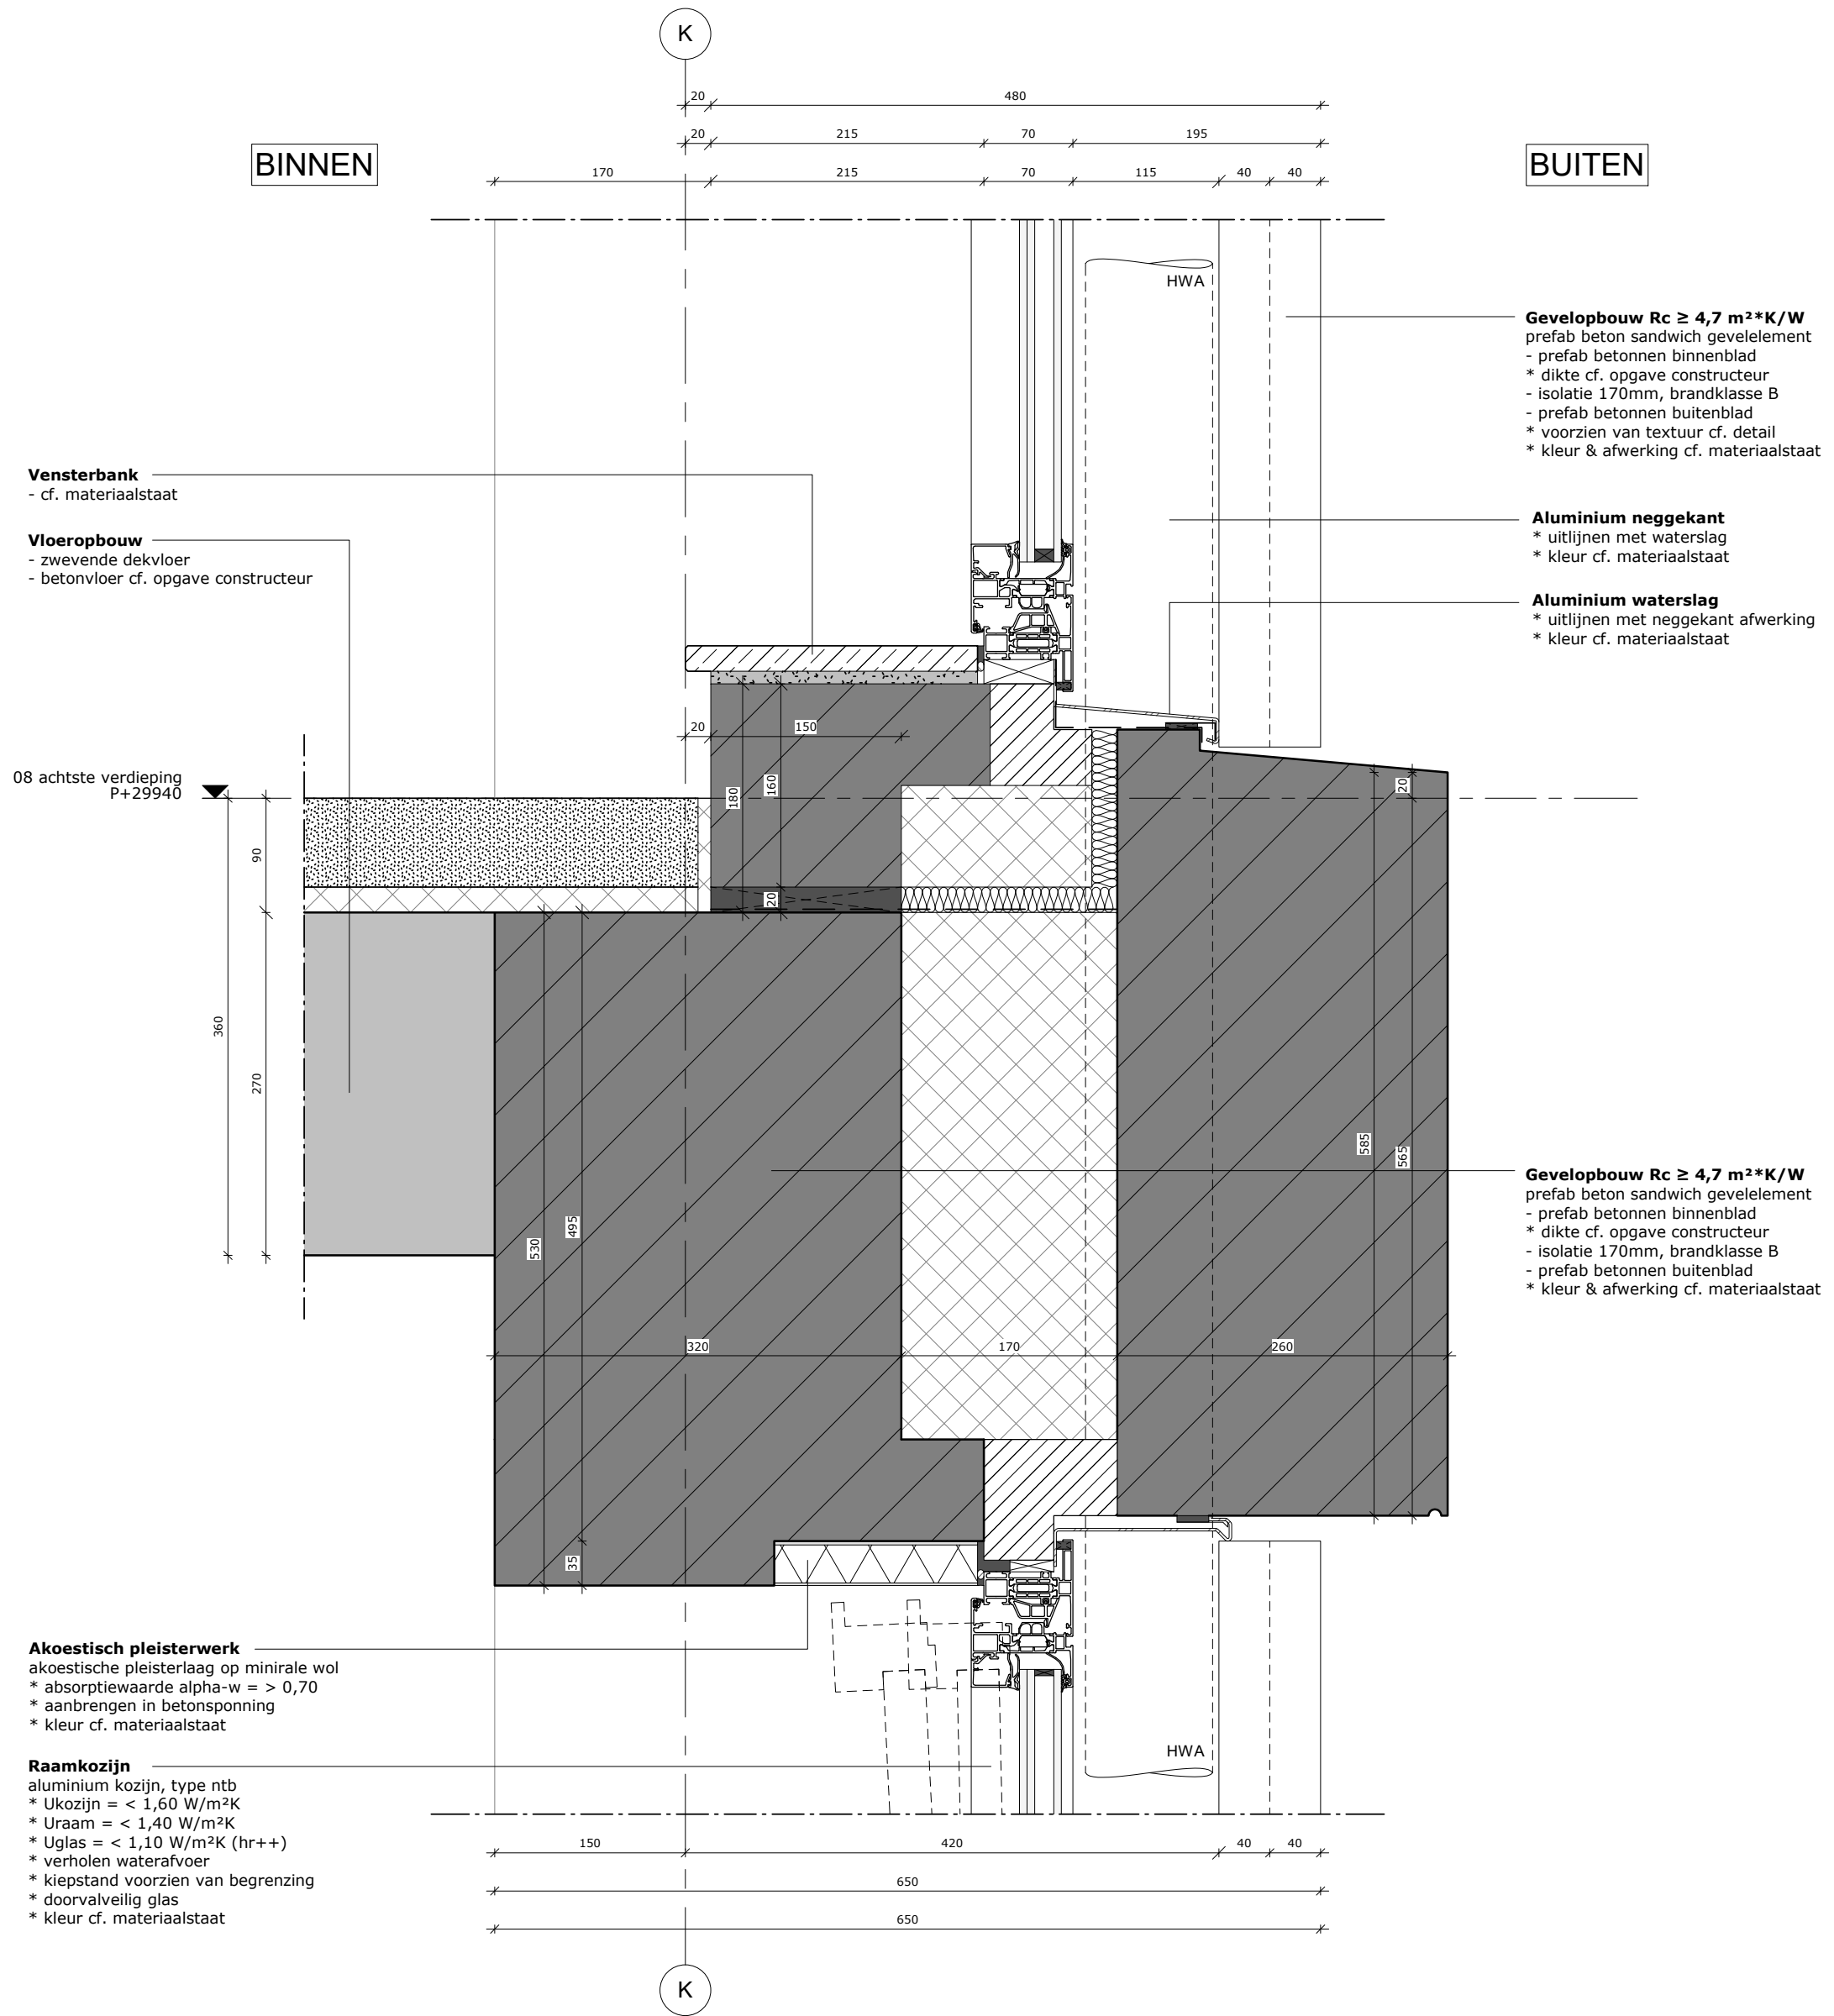 K
20
480
20
215
70
195
BINNEN
BUITEN
170
215
70
115
40
40
HWA
Gevelopbouw Rc ≥ 4,7 m²*K/W
prefab beton sandwich gevelelement
- prefab betonnen binnenblad
* dikte cf. opgave constructeur
- isolatie 170mm, brandklasse B
- prefab betonnen buitenblad
* voorzien van textuur cf. detail
* kleur & afwerking cf. materiaalstaat
Vensterbank
- cf. materiaalstaat
Vloeropbouw
- zwevende dekvloer
- betonvloer cf. opgave constructeur
Aluminium neggekant
* uitlijnen met waterslag
* kleur cf. materiaalstaat
Aluminium waterslag
* uitlijnen met neggekant afwerking
* kleur cf. materiaalstaat
20
150
08 achtste verdieping
P+29940
180
160
20
20
90
360
270
585
565
530
495
Gevelopbouw Rc ≥ 4,7 m²*K/W
prefab beton sandwich gevelelement
- prefab betonnen binnenblad
* dikte cf. opgave constructeur
- isolatie 170mm, brandklasse B
- prefab betonnen buitenblad
* kleur & afwerking cf. materiaalstaat
320
170
260
35
Akoestisch pleisterwerk
akoestische pleisterlaag op minirale wol
* absorptiewaarde alpha-w = > 0,70
* aanbrengen in betonsponning
* kleur cf. materiaalstaat
HWA
Raamkozijn
aluminium kozijn, type ntb
* Ukozijn = < 1,60 W/m²K
* Uraam = < 1,40 W/m²K
* Uglas = < 1,10 W/m²K (hr++)
* verholen waterafvoer
* kiepstand voorzien van begrenzing
* doorvalveilig glas
* kleur cf. materiaalstaat
150
420
40
40
650
650
K